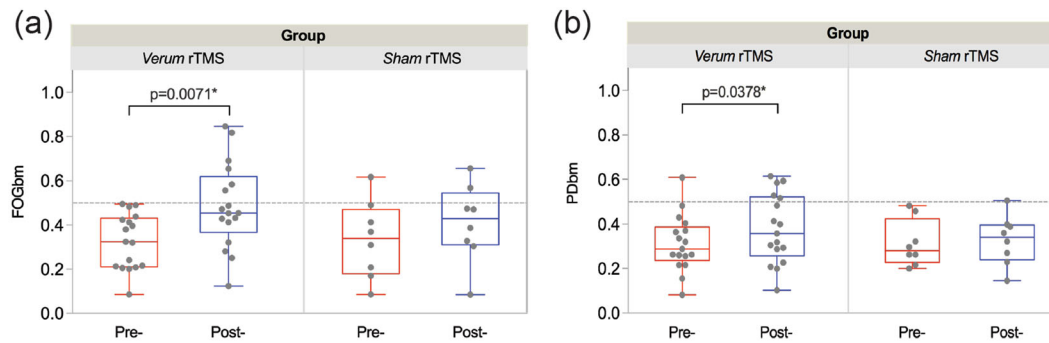 (a)
Group
Verum rTMS
Sham rTMS
p=0.0071*
FOGbm
1.0
0.8
0.6
0.4
0.2
0.0
Pre-
Post-
Pre-
Post-
(b)
Group
Verum rTMS
Sham rTMS
p=0.0378*
PDbm
1.0
0.8
0.6
0.4
0.2
0.0
Pre-
Post-
Pre-
Post-